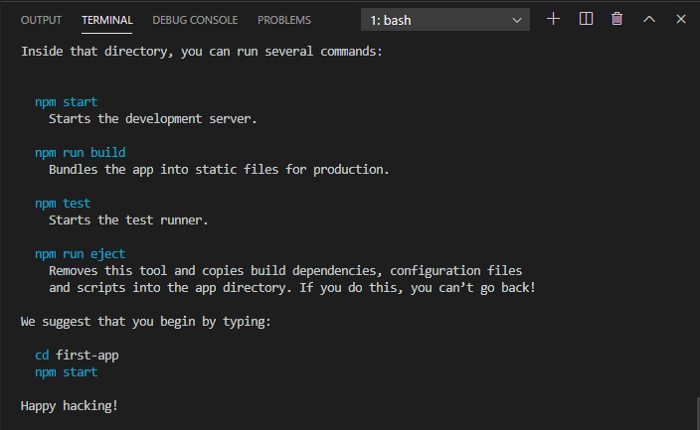 OUTPUT TERMINAL DEBUG CONSOLE PROBLEMS 1: bash
Inside that directory, you can run several commands:
npm start
Starts the development server.
npm run build
Bundles the app into static files for production.
npm test
Starts the test runner.
npm run eject
Removes this tool and copies build dependencies, configuration files
and scripts into the app directory. If you do this, you can’t go back!
We suggest that you begin by typing:
cd first-app
npm start
Happy hacking!